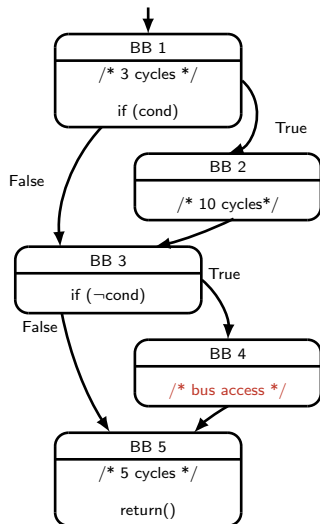 BB 1
/* 3 cycles */
if (cond)
True
BB 2
/* 10 cycles*/
False
BB 3
if (¬cond)
True
False
BB 4
/* bus access */
BB 5
/* 5 cycles */
return()